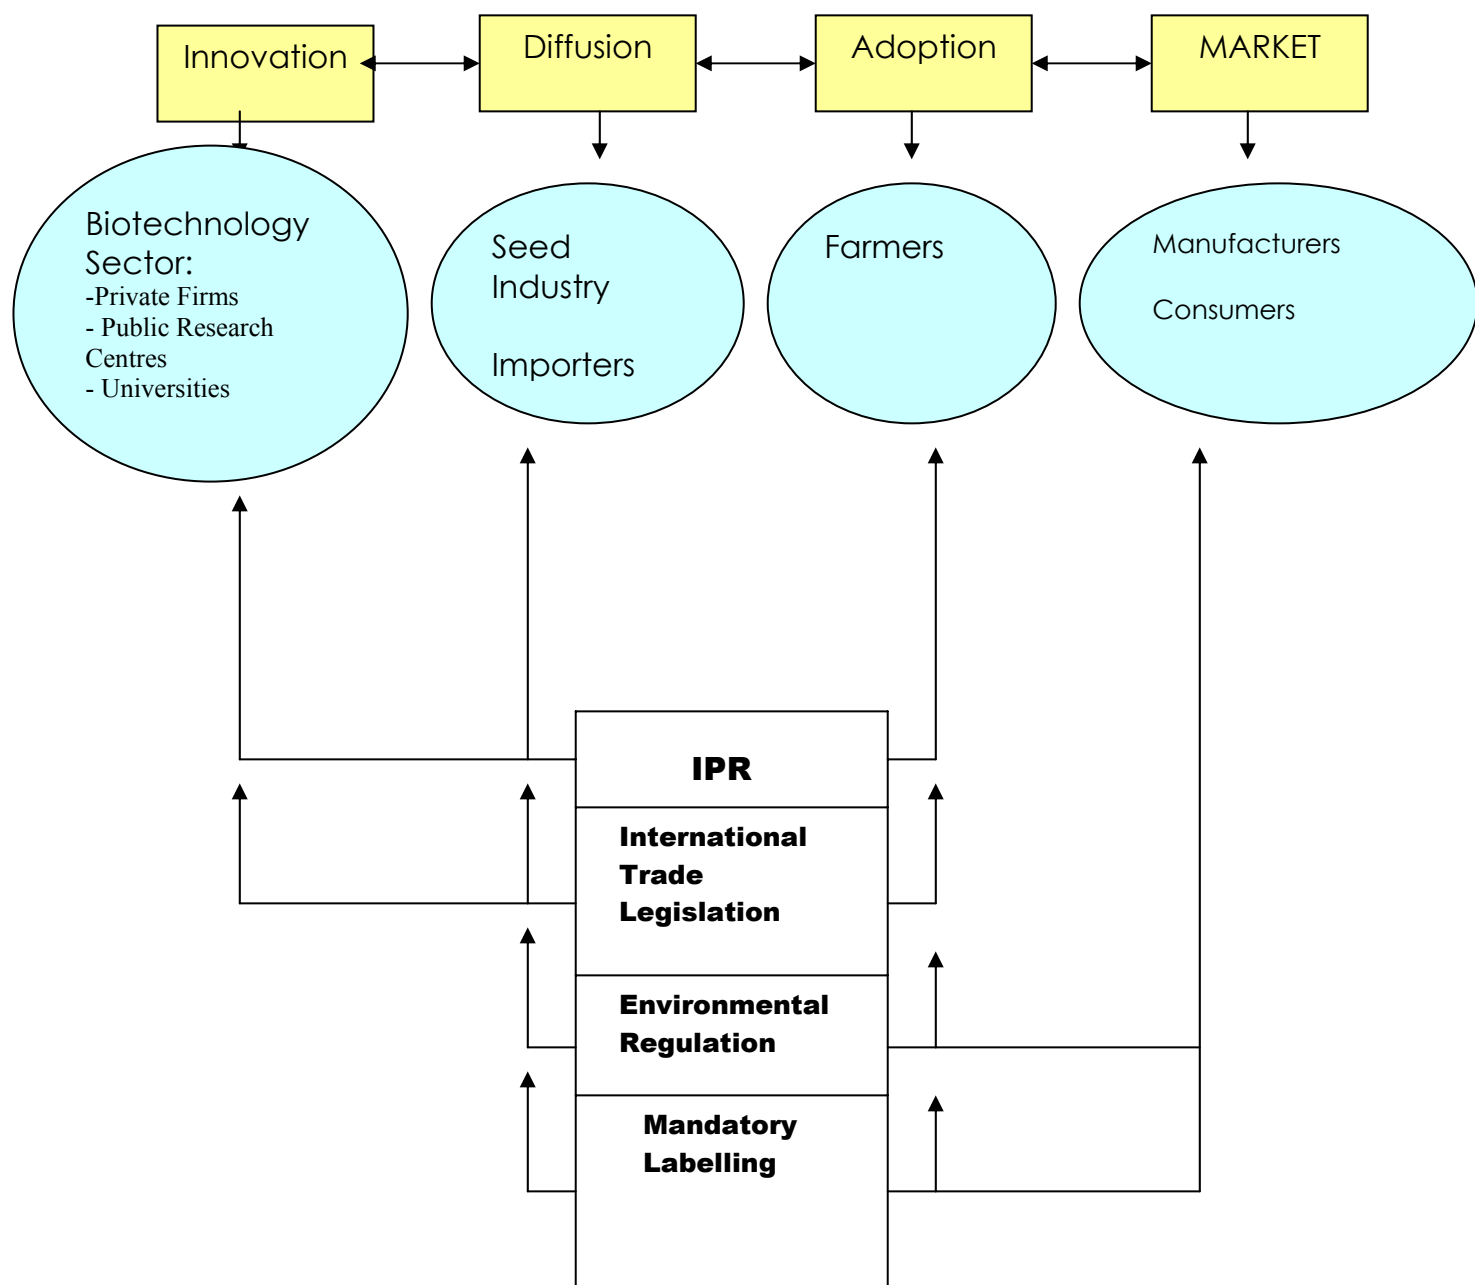 Innovation
Diffusion
Adoption
MARKET
Biotechnology
Sector:
-Private Firms
- Public Research
Centres
- Universities
Seed
Industry
Importers
Farmers
Manufacturers
Consumers
IPR
International
Trade
Legislation
Environmental
Regulation
Mandatory
Labelling